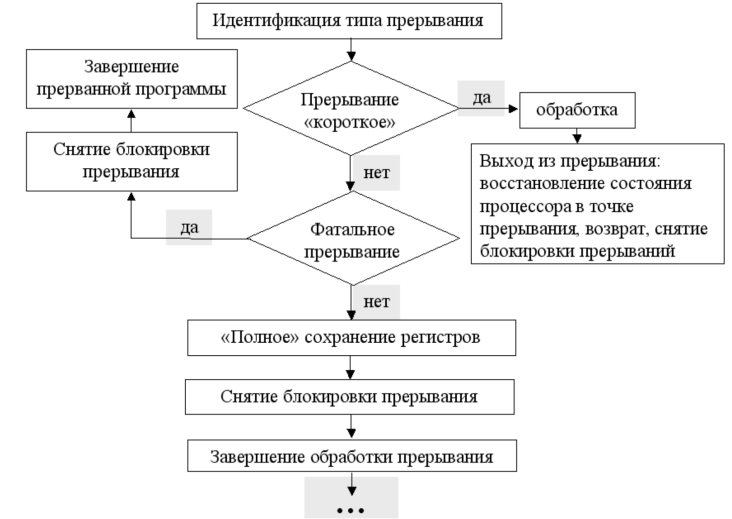 Идентификация типа прерывания
Завершение
прерванной программы
Прерывание
«короткое»
да
обработка
Снятие блокировки
прерывания
нет
Выход из прерывания:
восстановление состояния
процессора в точке
прерывания, возврат, снятие
блокировки прерываний
да
Фатальное
прерывание
нет
«Полное» сохранение регистров
Снятие блокировки прерывания
Завершение обработки прерывания
...